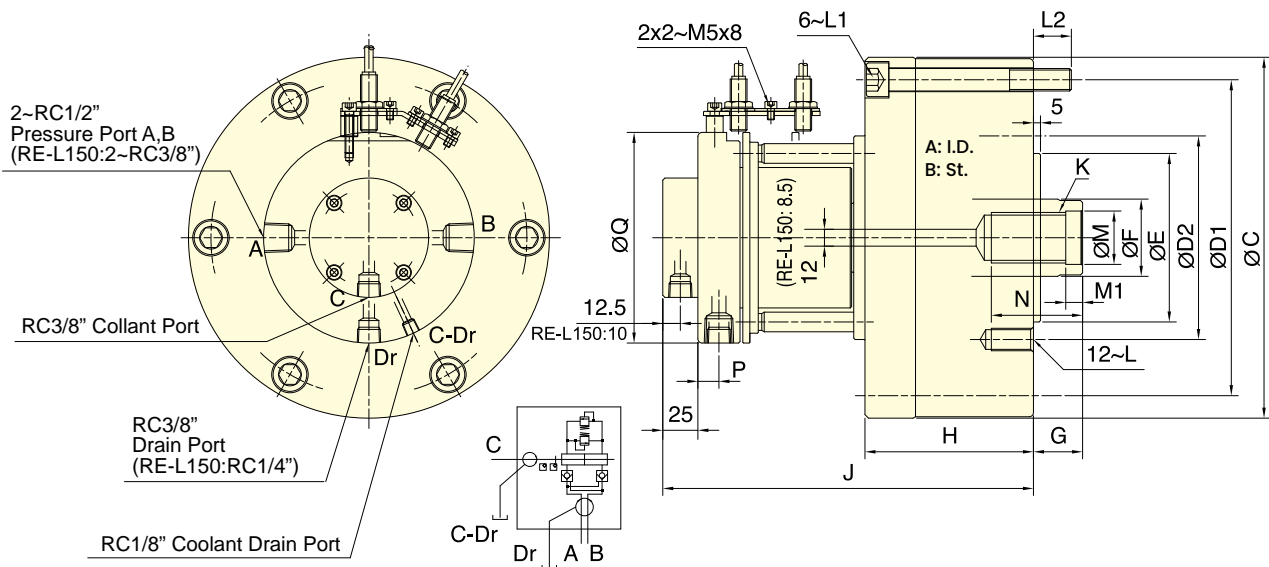 2~RC1/2”
Pressure Port A,B
(RE-L150:2~RC3/8”)
A
B
C
RC3/8” Collant Port
C-Dr
Dr
RC3/8”
Drain Port
(RE-L150:RC1/4”)
RC1/8” Coolant Drain Port
C
C-Dr
Dr
A
B
2x2~M5x8
6~L1
L2
5
A: I.D.
B: St.
K
ØQ
(RE-L150: 8.5)
12
ØM
ØF
ØE
ØD2
ØD1
ØC
N
M1
12.5
RE-L150:10
P
12~L
25
H
G
J